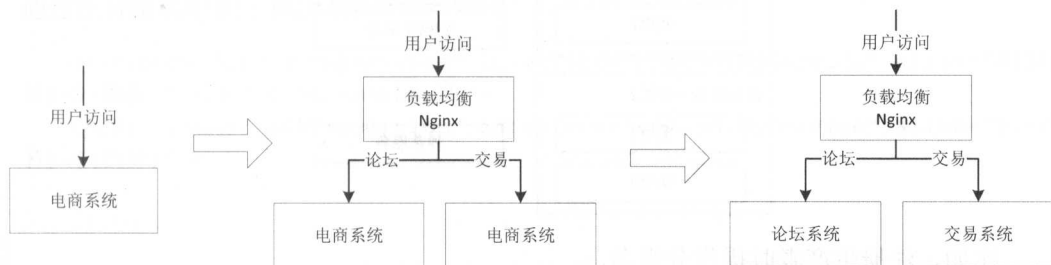 用户访问
电商系统
用户访问
负载均衡
Nginx
论坛
交易
电商系统
电商系统
用户访问
负载均衡
Nginx
论坛
交易
论坛系统
交易系统